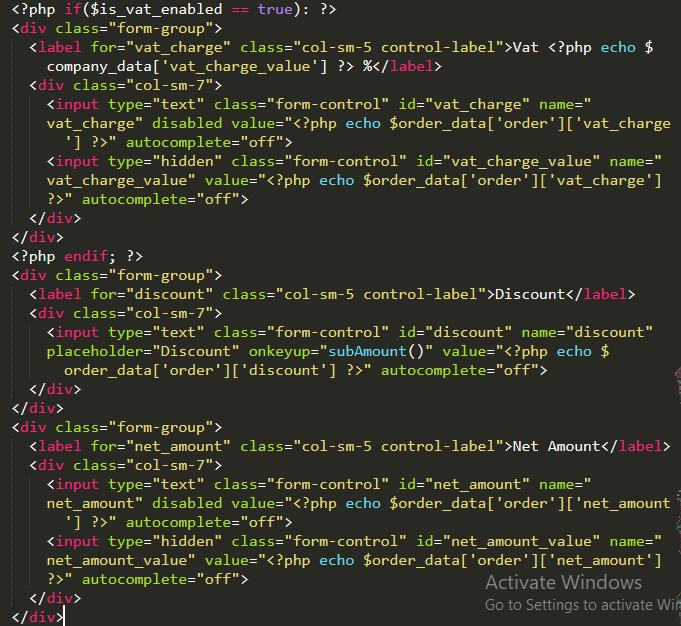 <?php if($is_vat_enabled == true): ?>
<div class="form-group">
<label for="vat_charge" class="col-sm-5 control-label">Vat <?php echo $
company_data['vat_charge_value'] ?> %</label>
<div class="col-sm-7">
<input type="text" class="form-control" id="vat_charge" name="
vat_charge" disabled value="<?php echo $order_data['order']['vat_charge
'] ?>" autocomplete="off">
<input type="hidden" class="form-control" id="vat_charge_value" name="
vat_charge_value" value="<?php echo $order_data['order']['vat_charge']
?>" autocomplete="off">
</div>
</div>
<?php endif; ?>
<div class="form-group">
<label for="discount" class="col-sm-5 control-label">Discount</label>
<div class="col-sm-7">
<input type="text" class="form-control" id="discount" name="discount"
placeholder="Discount" onkeyup="subAmount()" value="<?php echo $
order_data['order']['discount'] ?>" autocomplete="off">
</div>
</div>
<div class="form-group">
<label for="net_amount" class="col-sm-5 control-label">Net Amount</label>
<div class="col-sm-7">
<input type="text" class="form-control" id="net_amount" name="
net_amount" disabled value="<?php echo $order_data['order']['net_amount
'] ?>" autocomplete="off">
<input type="hidden" class="form-control" id="net_amount_value" name="
net_amount_value" value="<?php echo $order_data['order']['net_amount']
?>" autocomplete="off">
</div>
</div>
Activate Windows
Go to Settings to activate Win